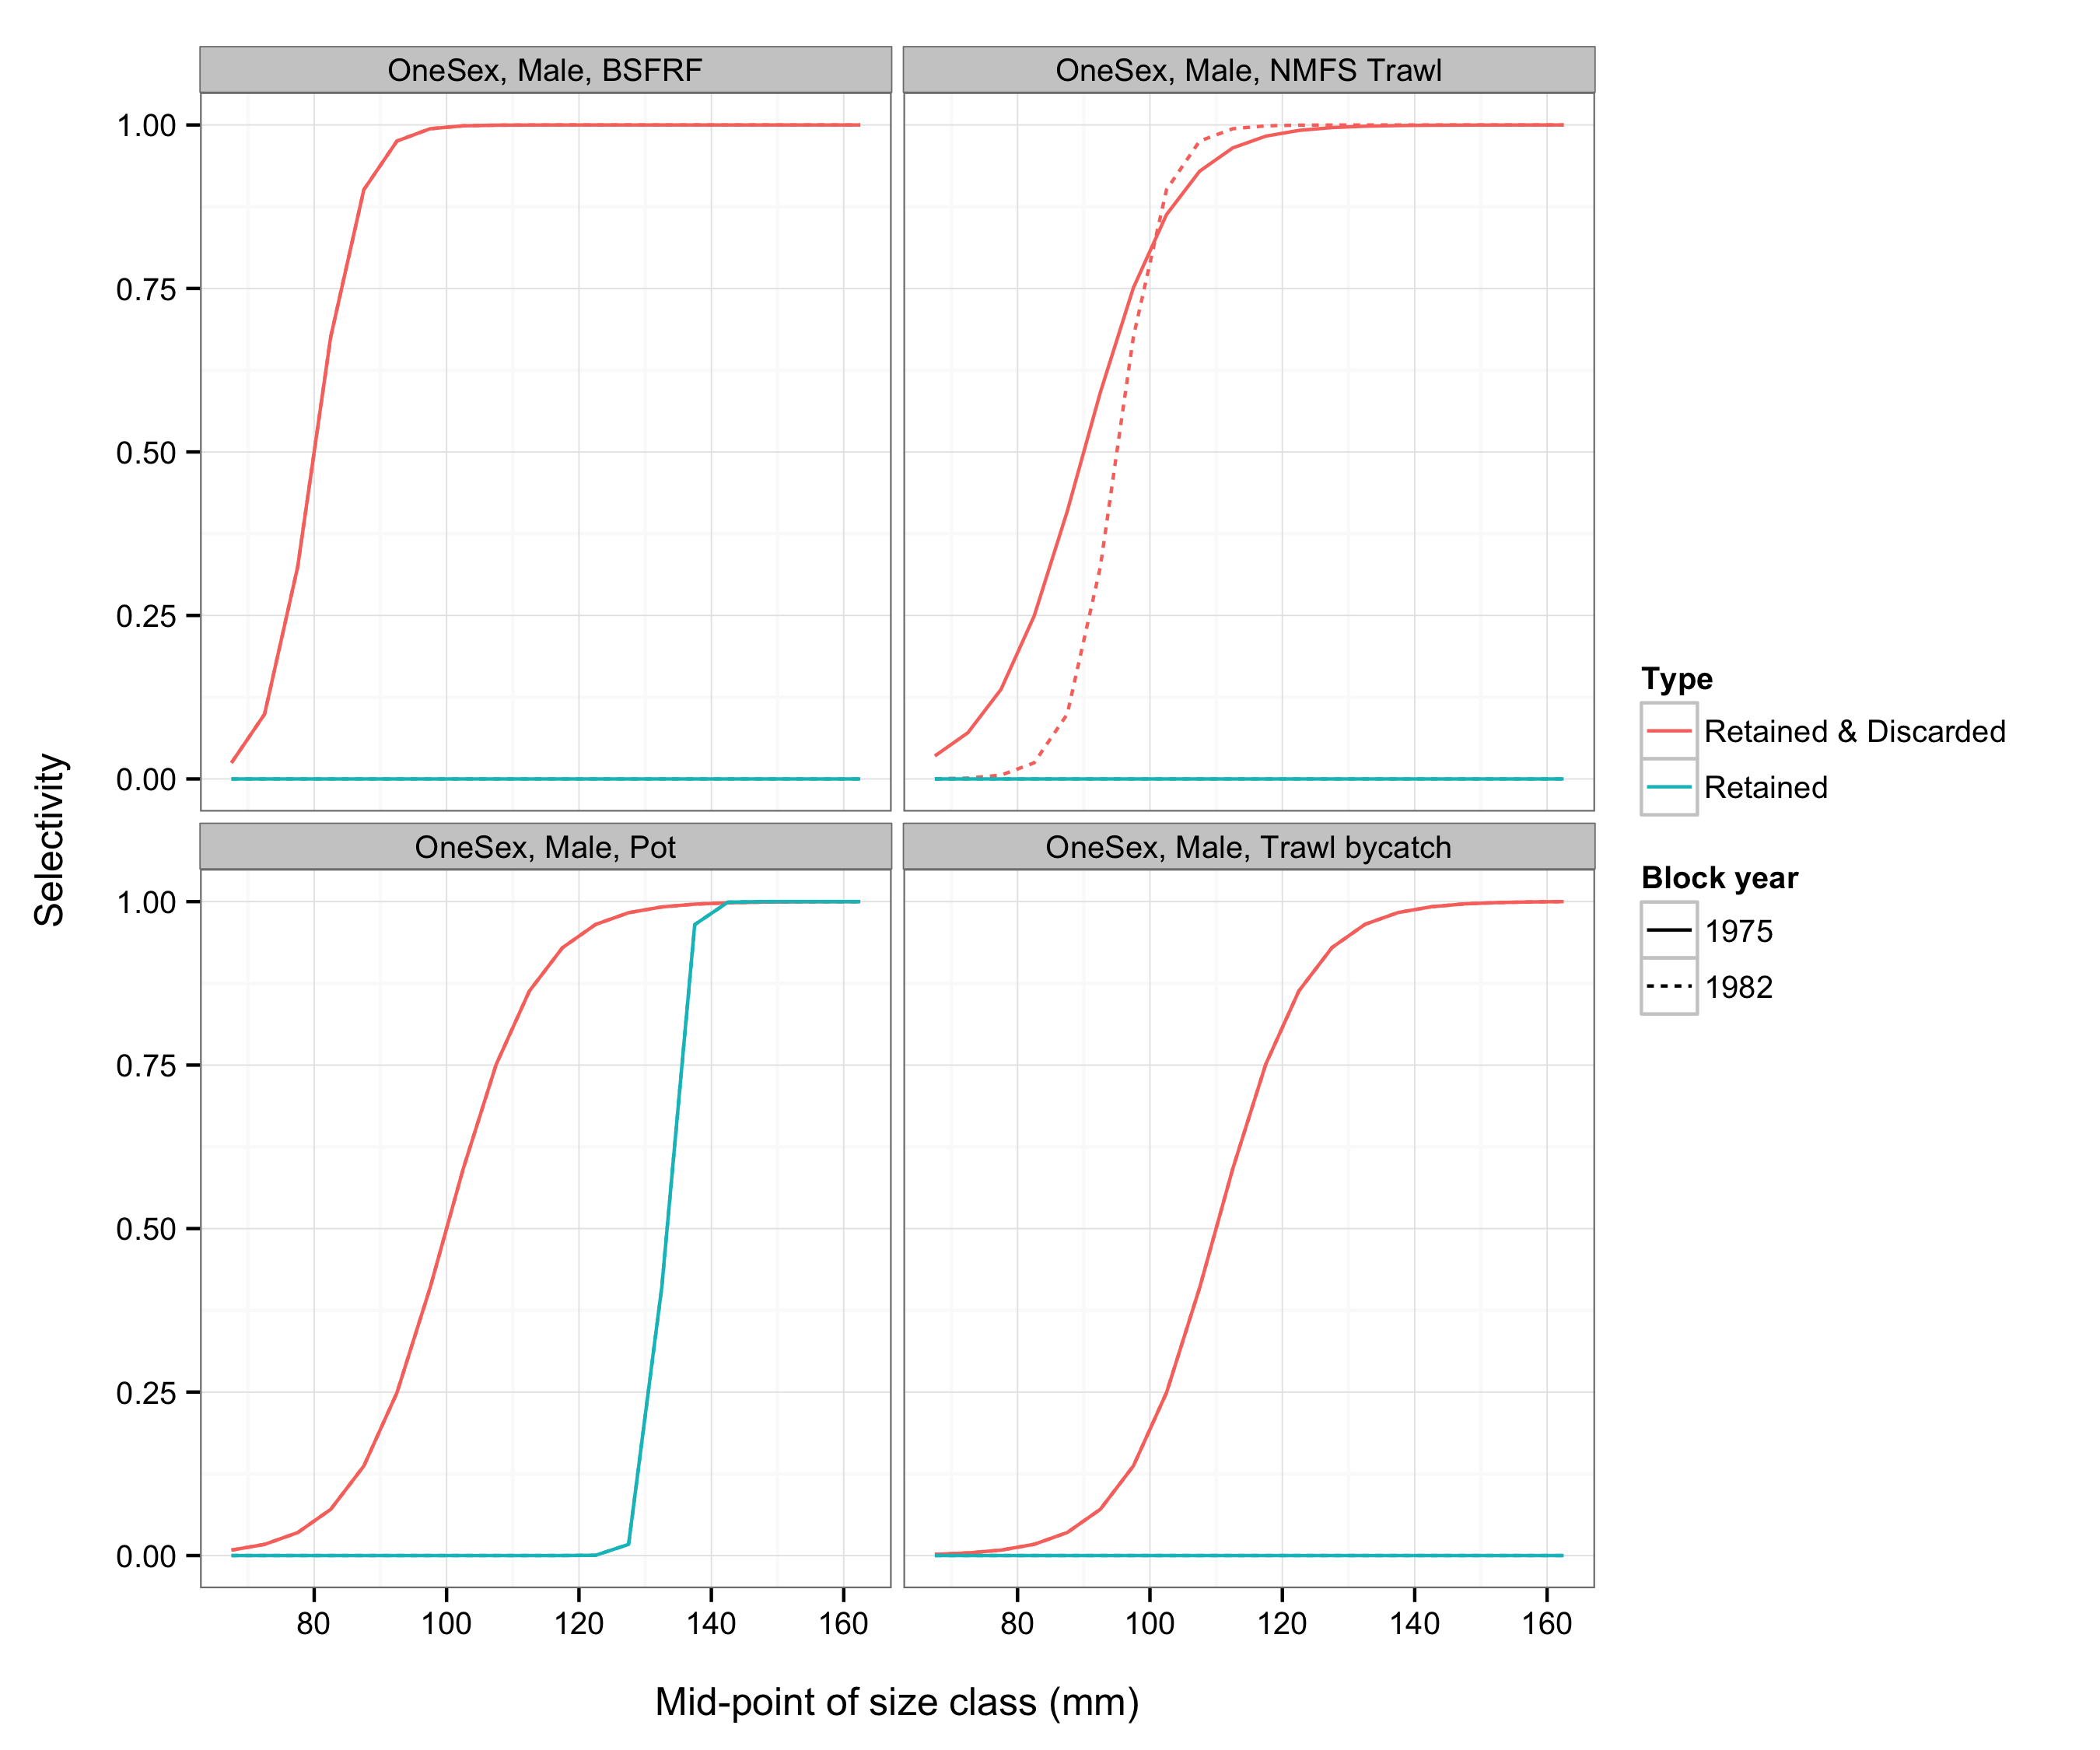 OneSex, Male, BSFRF
OneSex, Male, NMFS Trawl
1.00
0.75
0.50
0.25
0.00
OneSex, Male, Pot
OneSex, Male, Trawl bycatch
1.00
0.75
0.50
0.25
0.00
80 100 120 140 160
80 100 120 140 160
Mid-point of size class (mm)
Selectivity
Type
Retained & Discarded
Retained
Block year
1975
1982